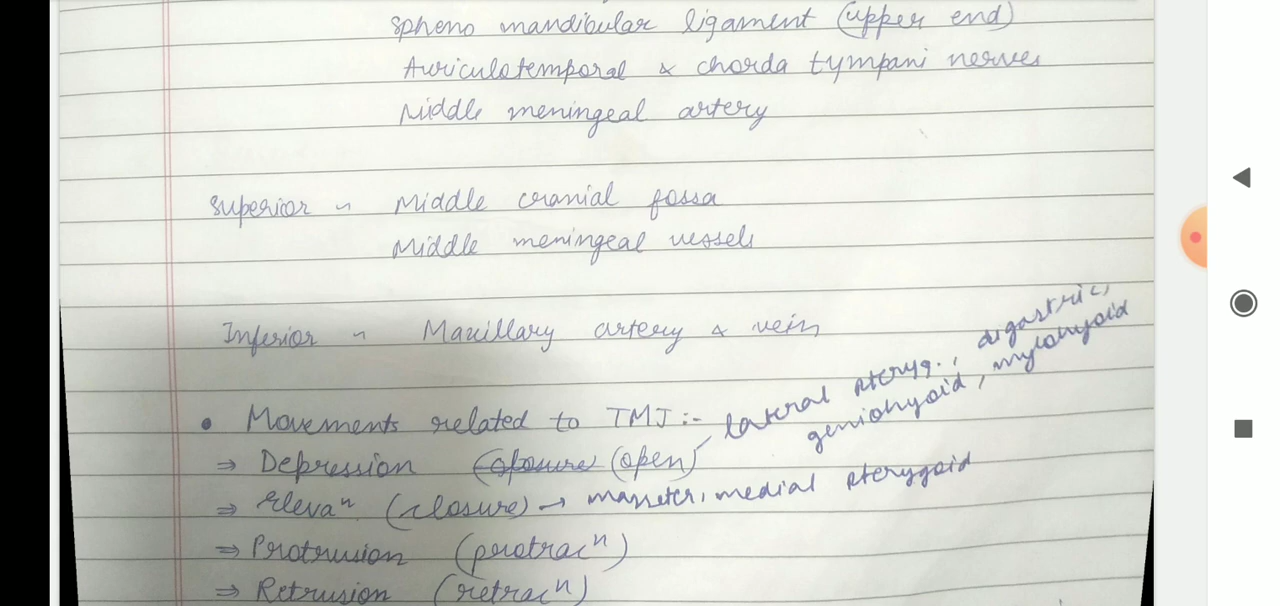 Spheno mandibular ligament (upper end)
Auriculotemporal & chorda tympani nerves
Middle meningeal artery
Superior ~ Middle cranial fossa
Middle meningeal vessels
Inferior ~ Maxillary artery & vein
• Movements related to TMJ :-
⇒ Depression (closure (open) lateral pteryg., digastric,
geniohyoid, mylohyoid
⇒ Elevaⁿ (closure) → masseter, medial pterygoid
⇒ Protrusion (protracⁿ)
⇒ Retrusion (retracⁿ)